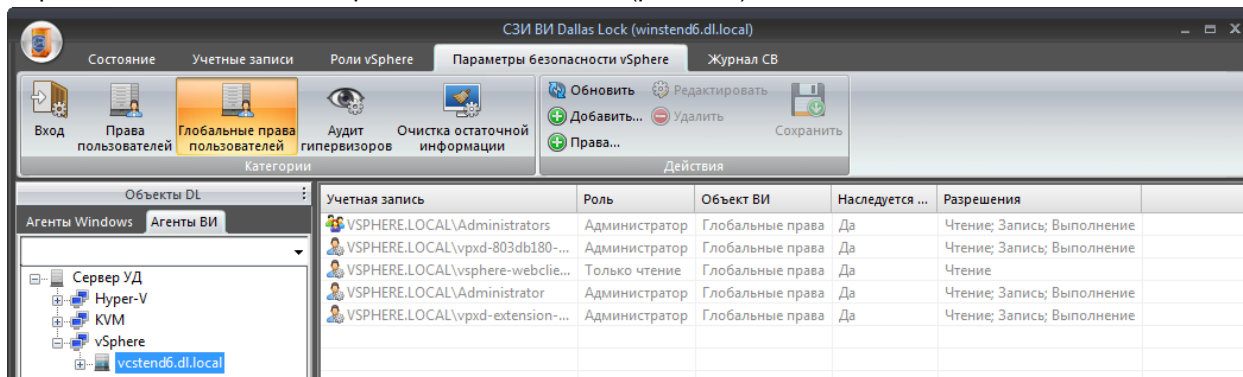 СЗИ ВИ Dallas Lock (winstend6.dl.local)
Состояние Учетные записи Роли vSphere Параметры безопасности vSphere Журнал СВ
Вход
Права пользователей
Глобальные права пользователей
Аудит гипервизоров
Очистка остаточной информации
Категории
Обновить Редактировать
Добавить... Удалить
Права...
Сохранить
Действия
Объекты DL
Агенты Windows Агенты ВИ
Сервер УД
Hyper-V
KVM
vSphere
vcstend6.dl.local
Учетная запись Роль Объект ВИ Наследуется ... Разрешения
VSPHERE.LOCAL\Administrators Администратор Глобальные права Да Чтение; Запись; Выполнение
VSPHERE.LOCAL\vpxd-803db180-... Администратор Глобальные права Да Чтение; Запись; Выполнение
VSPHERE.LOCAL\vsphere-webclie... Только чтение Глобальные права Да Чтение
VSPHERE.LOCAL\Administrator Администратор Глобальные права Да Чтение; Запись; Выполнение
VSPHERE.LOCAL\vpxd-extension-... Администратор Глобальные права Да Чтение; Запись; Выполнение